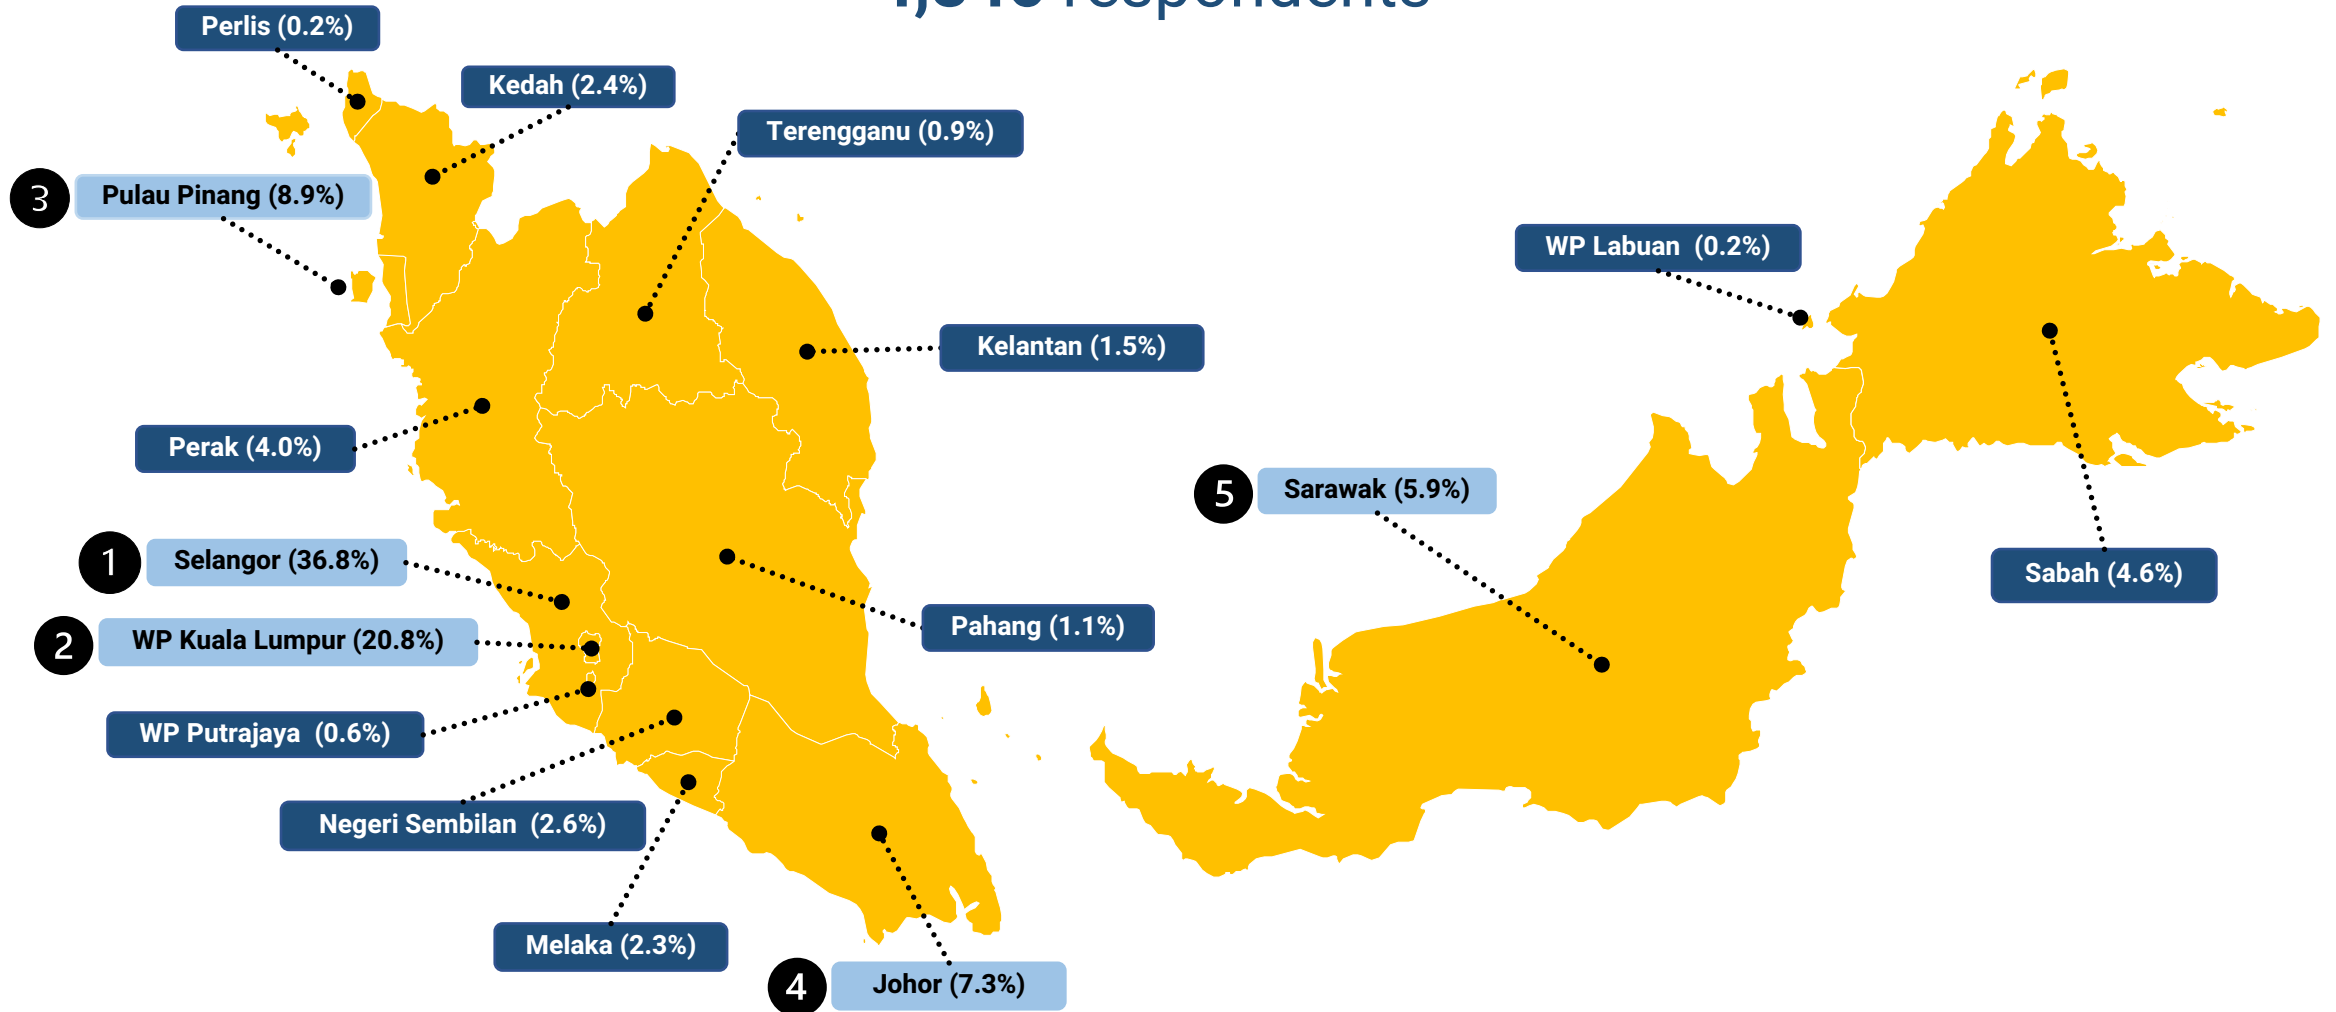 respondents
Perlis (0.2%)
Kedah (2.4%)
Terengganu (0.9%)
3 Pulau Pinang (8.9%)
WP Labuan (0.2%)
Kelantan (1.5%)
Perak (4.0%)
5 Sarawak (5.9%)
1 Selangor (36.8%)
Sabah (4.6%)
2 WP Kuala Lumpur (20.8%)
Pahang (1.1%)
WP Putrajaya (0.6%)
Negeri Sembilan (2.6%)
Melaka (2.3%)
4 Johor (7.3%)